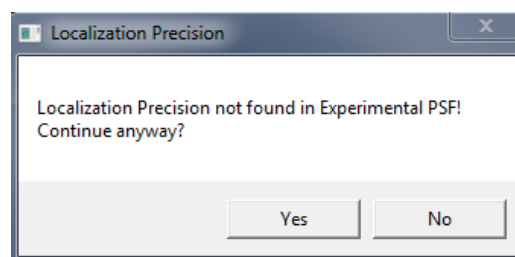 Localization Precision
Localization Precision not found in Experimental PSF!
Continue anyway?
Yes
No